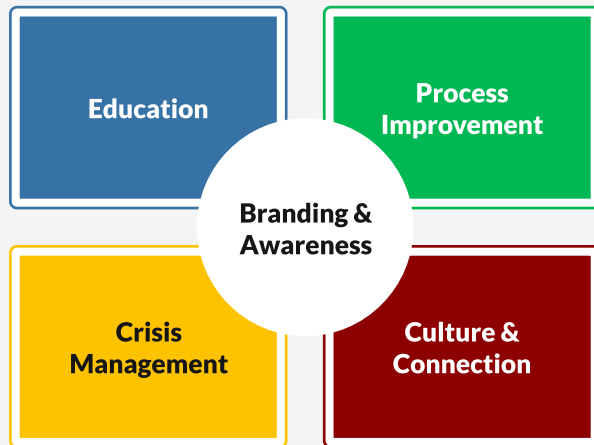 Education
Process
Improvement
Branding &
Awareness
Crisis
Management
Culture &
Connection